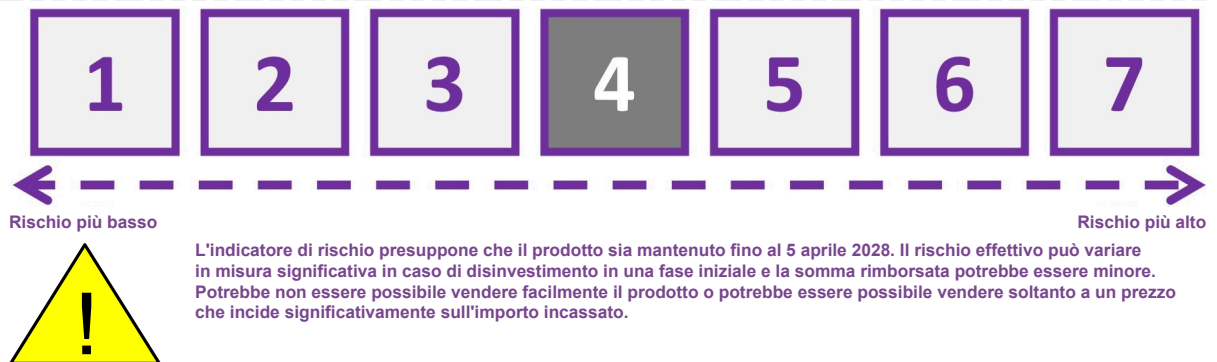 1 2 3 4 5 6 7
Rischio più basso Rischio più alto
L'indicatore di rischio presuppone che il prodotto sia mantenuto fino al 5 aprile 2028. Il rischio effettivo può variare
in misura significativa in caso di disinvestimento in una fase iniziale e la somma rimborsata potrebbe essere minore.
Potrebbe non essere possibile vendere facilmente il prodotto o potrebbe essere possibile vendere soltanto a un prezzo
che incide significativamente sull'importo incassato.
!